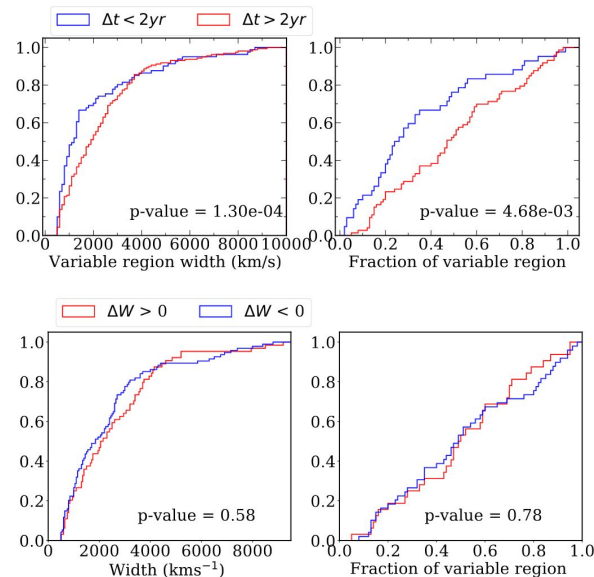 Δt < 2yr Δt > 2yr
1.0
0.8
0.6
0.4
0.2
0.0
p-value = 1.30e-04
0 2000 4000 6000 8000 10000
Variable region width (km/s)
1.0
0.8
0.6
0.4
0.2
0.0
p-value = 4.68e-03
0.0 0.2 0.4 0.6 0.8 1.0
Fraction of variable region
ΔW > 0 ΔW < 0
1.0
0.8
0.6
0.4
0.2
0.0
p-value = 0.58
0 2000 4000 6000 8000
Width (kms⁻¹)
1.0
0.8
0.6
0.4
0.2
0.0
p-value = 0.78
0.0 0.2 0.4 0.6 0.8 1.0
Fraction of variable region